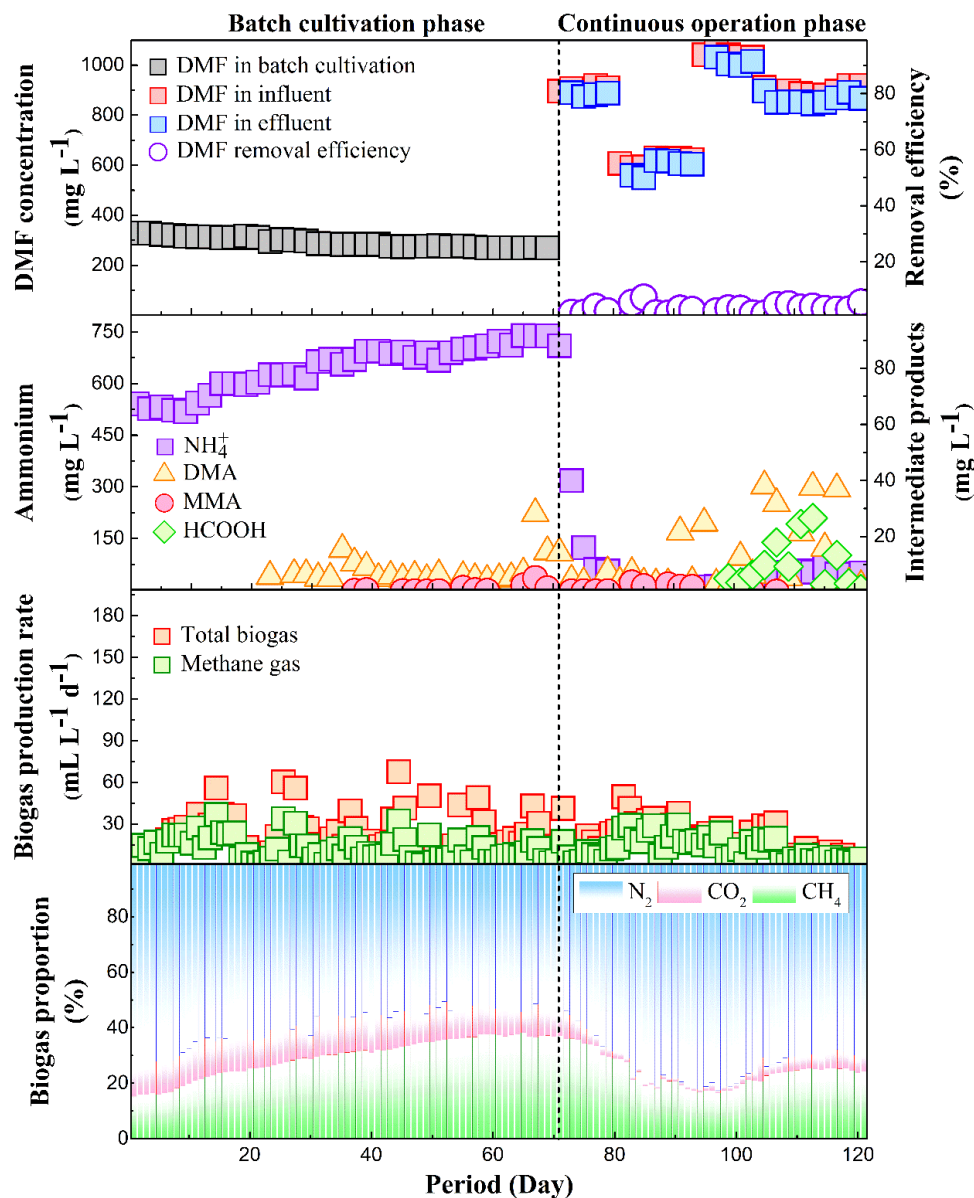 Batch cultivation phase Continuous operation phase
DMF concentration
(mg L⁻¹)
1000
800
600
400
200
DMF in batch cultivation
DMF in influent
DMF in effluent
DMF removal efficiency
80
60
40
20
Removal efficiency
(%)
Ammonium
(mg L⁻¹)
750
600
450
300
150
NH₄⁺
DMA
MMA
HCOOH
80
60
40
20
Intermediate products
(mg L⁻¹)
Biogas production rate
(mL L⁻¹ d⁻¹)
180
150
120
90
60
30
Total biogas
Methane gas
Biogas proportion
(%)
80
60
40
20
0
N₂ CO₂ CH₄
20 40 60 80 100 120
Period (Day)